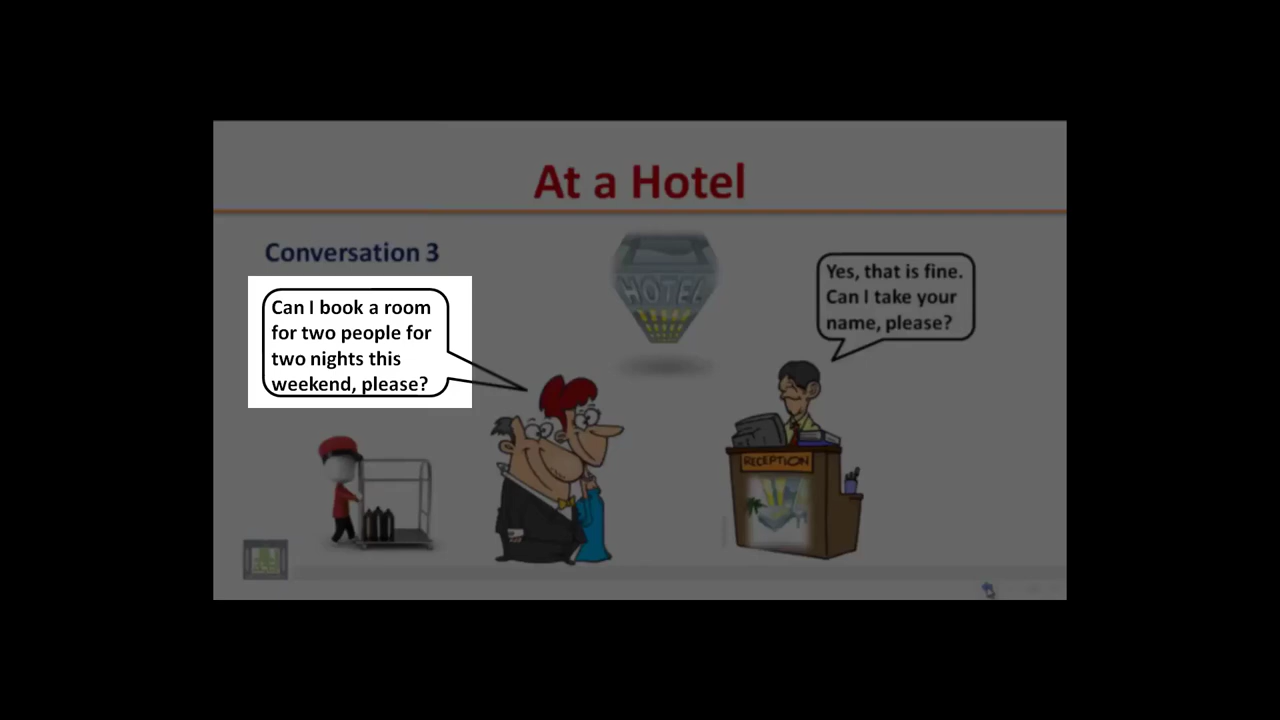 At a Hotel
Conversation 3
Can I book a room
for two people for
two nights this
weekend, please?
HOTEL
Yes, that is fine.
Can I take your
name, please?
RECEPTION